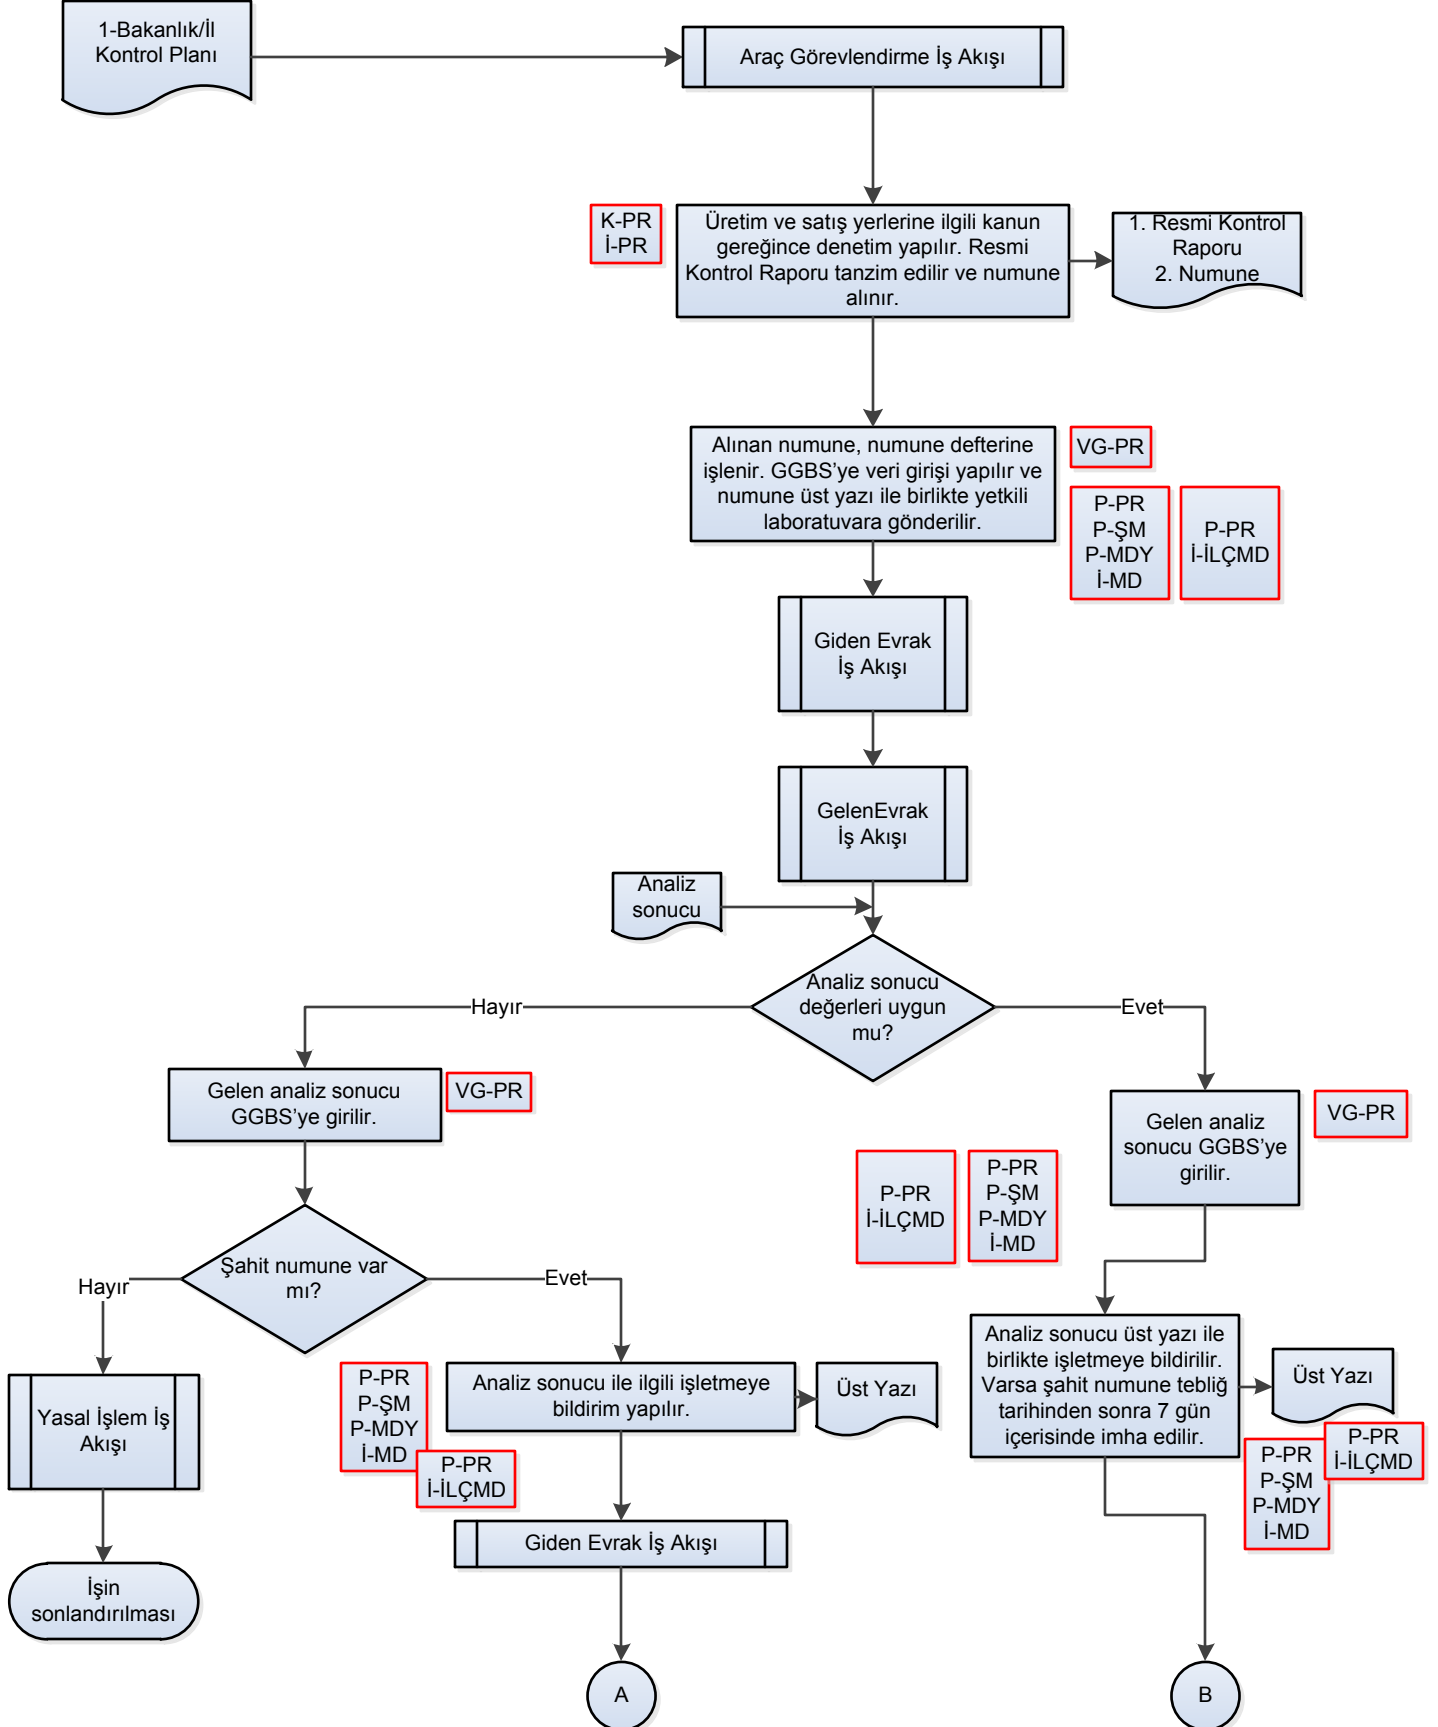 1-Bakanlık/İl
Kontrol Planı
Araç Görevlendirme İş Akışı
K-PR
İ-PR
Üretim ve satış yerlerine ilgili kanun
gereğince denetim yapılır. Resmi
Kontrol Raporu tanzim edilir ve numune
alınır.
1. Resmi Kontrol
Raporu
2. Numune
Alınan numune, numune defterine
işlenir. GGBS’ye veri girişi yapılır ve
numune üst yazı ile birlikte yetkili
laboratuvara gönderilir.
VG-PR
P-PR
P-ŞM
P-MDY
İ-MD
P-PR
İ-İLÇMD
Giden Evrak
İş Akışı
GelenEvrak
İş Akışı
Analiz
sonucu
Analiz sonucu
değerleri uygun
mu?
Hayır
Evet
Gelen analiz sonucu
GGBS’ye girilir.
VG-PR
Gelen analiz
sonucu GGBS’ye
girilir.
VG-PR
P-PR
İ-İLÇMD
P-PR
P-ŞM
P-MDY
İ-MD
Şahit numune var
mı?
Hayır
Evet
Yasal İşlem İş
Akışı
P-PR
P-ŞM
P-MDY
İ-MD
P-PR
İ-İLÇMD
Analiz sonucu ile ilgili işletmeye
bildirim yapılır.
Üst Yazı
Analiz sonucu üst yazı ile
birlikte işletmeye bildirilir.
Varsa şahit numune tebliğ
tarihinden sonra 7 gün
içerisinde imha edilir.
Üst Yazı
P-PR
İ-İLÇMD
P-PR
P-ŞM
P-MDY
İ-MD
Giden Evrak İş Akışı
İşin
sonlandırılması
A
B